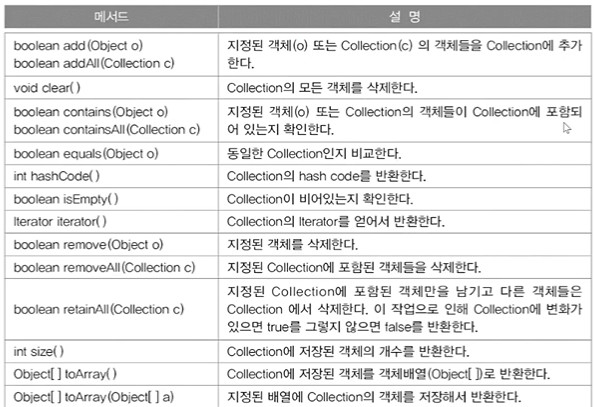 메서드 설 명
boolean add(Object o)
boolean addAll(Collection c)
지정된 객체(o) 또는 Collection(c) 의 객체들을 Collection에 추가
한다.
void clear( ) Collection의 모든 객체를 삭제한다.
boolean contains(Object o)
boolean containsAll(Collection c)
지정된 객체(o) 또는 Collection의 객체들이 Collection에 포함되
어 있는지 확인한다.
boolean equals(Object o) 동일한 Collection인지 비교한다.
int hashCode( ) Collection의 hash code를 반환한다.
boolean isEmpty( ) Collection이 비어있는지 확인한다.
Iterator iterator( ) Collection의 Iterator를 얻어서 반환한다.
boolean remove(Object o) 지정된 객체를 삭제한다.
boolean removeAll(Collection c) 지정된 Collection에 포함된 객체들을 삭제한다.
boolean retainAll(Collection c)
지정된 Collection에 포함된 객체만을 남기고 다른 객체들은
Collection 에서 삭제한다. 이 작업으로 인해 Collection에 변화가
있으면 true를 그렇지 않으면 false를 반환한다.
int size( ) Collection에 저장된 객체의 개수를 반환한다.
Object[ ] toArray( ) Collection에 저장된 객체를 객체배열(Object[ ])로 반환한다.
Object[ ] toArray(Object[ ] a) 지정된 배열에 Collection의 객체를 저장해서 반환한다.